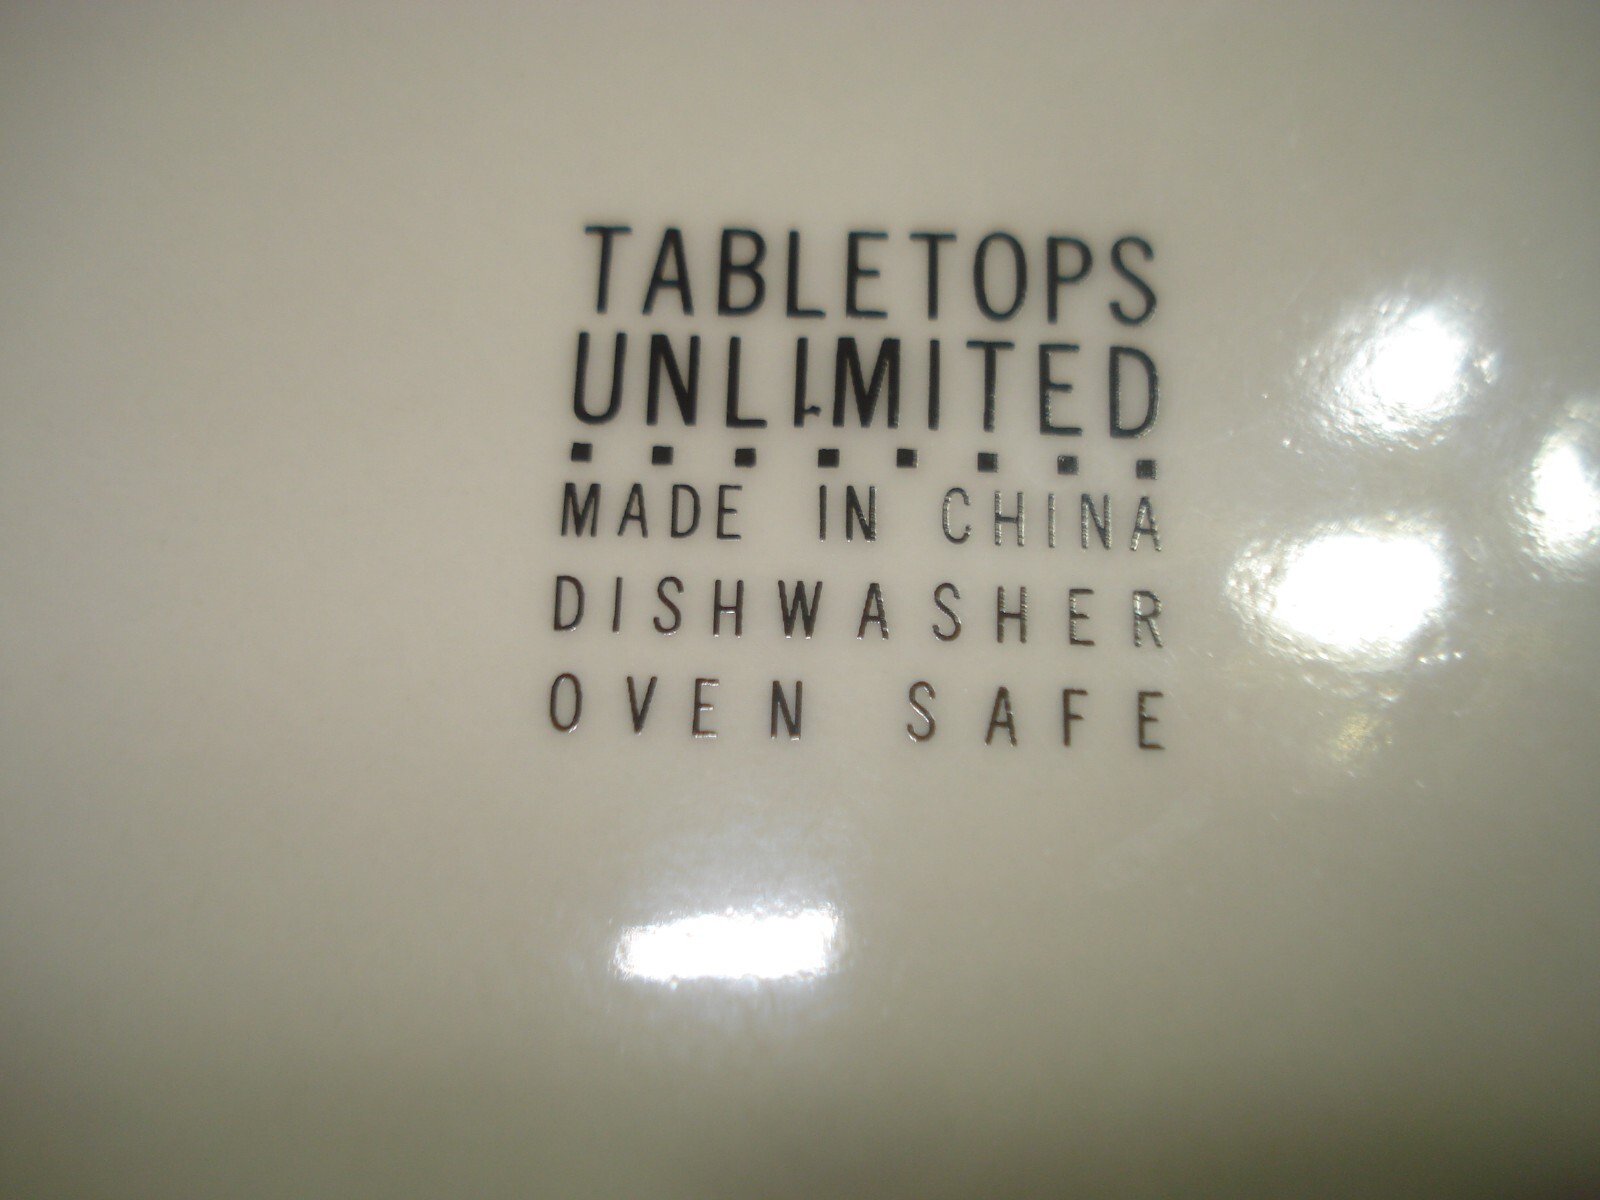 TABLETOPS
UNLIMITED
MADE IN CHINA
DISHWASHER
OVEN SAFE